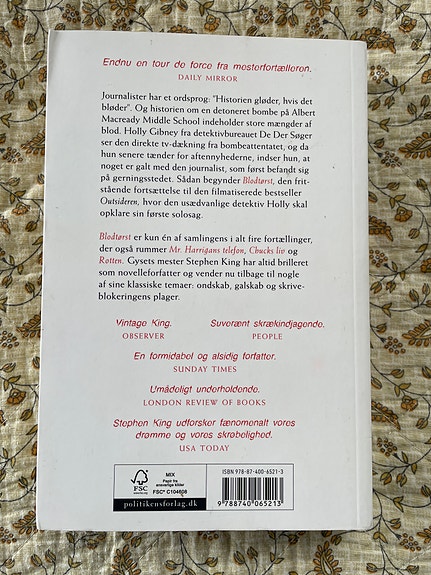 Endnu en tour de force fra mesterfortælleren.
DAILY MIRROR
Journalister har et ordsprog: "Historien gløder, hvis det
bløder". Og historien om en detoneret bombe på Albert
Macready Middle School indeholder store mængder af
blod. Holly Gibney fra detektivbureauet De Der Søger
ser den direkte tv-dækning fra bombeattentatet, og da
hun senere tænder for aftennyhederne, indser hun, at
noget er galt med den journalist, som først befandt sig
på gerningsstedet. Sådan begynder Blodtørst, den frit-
stående fortsættelse til den filmatiserede bestseller
Outsideren, hvor den usædvanlige detektiv Holly skal
opklare sin første solosag.
Blodtørst er kun én af samlingens i alt fire fortællinger,
der også rummer Mr. Harrigans telefon, Chucks liv og
Rotten. Gysets mester Stephen King har altid brilleret
som novelleforfatter og vender nu tilbage til nogle
af sine klassiske temaer: ondskab, galskab og skrive-
blokeringens plager.
Vintage King.
OBSERVER
Suverænt skrækindjagende.
PEOPLE
En formidabel og alsidig forfatter.
SUNDAY TIMES
Umådeligt underholdende.
LONDON REVIEW OF BOOKS
Stephen King udforsker fænomenalt vores
drømme og vores skrøbelighed.
USA TODAY
FSC
www.fsc.org
MIX
Papir fra
ansvarlige kilder
FSC® C104608
politikensforlag.dk
ISBN 978-87-400-6521-3
9 788740 065213